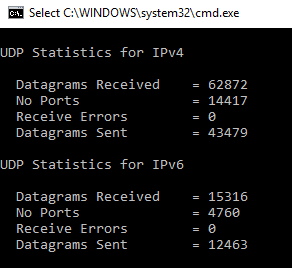 Select C:\WINDOWS\system32\cmd.exe
UDP Statistics for IPv4
Datagrams Received = 62872
No Ports = 14417
Receive Errors = 0
Datagrams Sent = 43479
UDP Statistics for IPv6
Datagrams Received = 15316
No Ports = 4760
Receive Errors = 0
Datagrams Sent = 12463